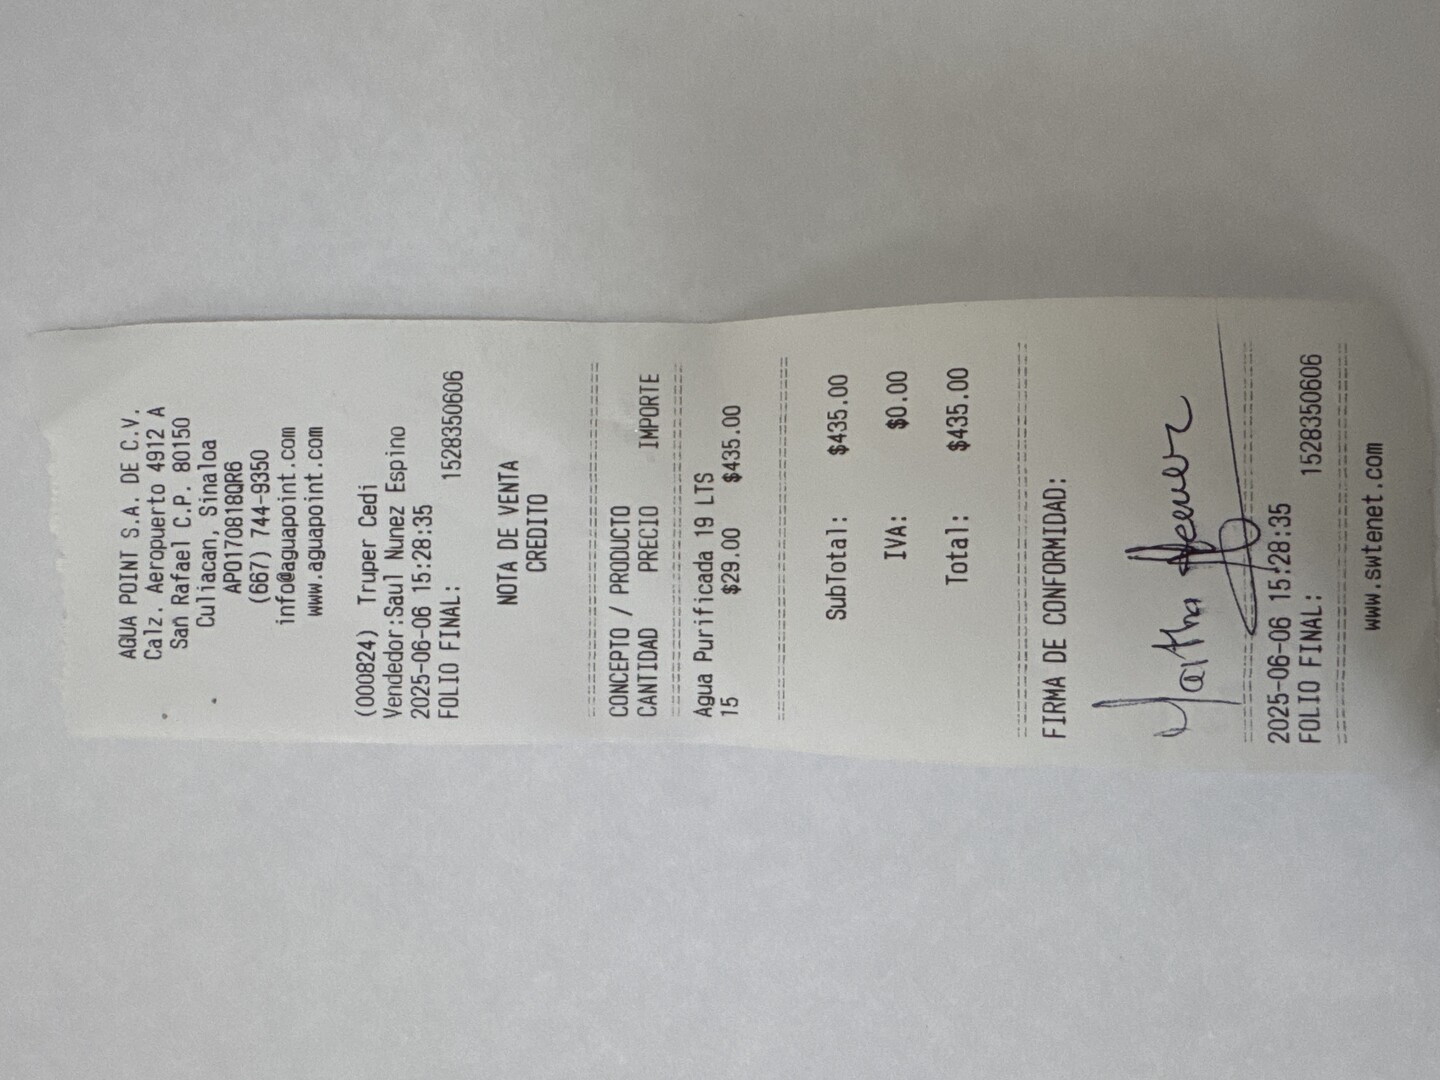 AGUA POINT S.A. DE C.V.
Calz. Aeropuerto 4912 A
San Rafael C.P. 80150
Culiacan, Sinaloa
APO170818QR6
(667) 744-9350
info@aguapoint.com
www.aguapoint.com
(000824) Truper Cedi
Vendedor:Saul Nunez Espino
2025-06-06 15:28:35
FOLIO FINAL: 1528350606
NOTA DE VENTA
CREDITO
CONCEPTO / PRODUCTO
CANTIDAD PRECIO IMPORTE
Agua Purificada 19 LTS
15 $29.00 $435.00
SubTotal: $435.00
IVA: $0.00
Total: $435.00
FIRMA DE CONFORMIDAD:
Martha
2025-06-06 15:28:35
FOLIO FINAL: 1528350606
www.swtenet.com